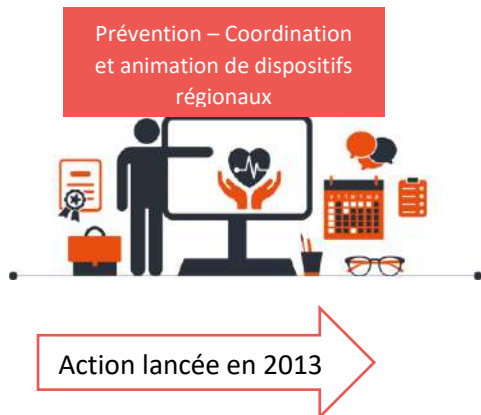 Prévention – Coordination
et animation de dispositifs
régionaux
Action lancée en 2013